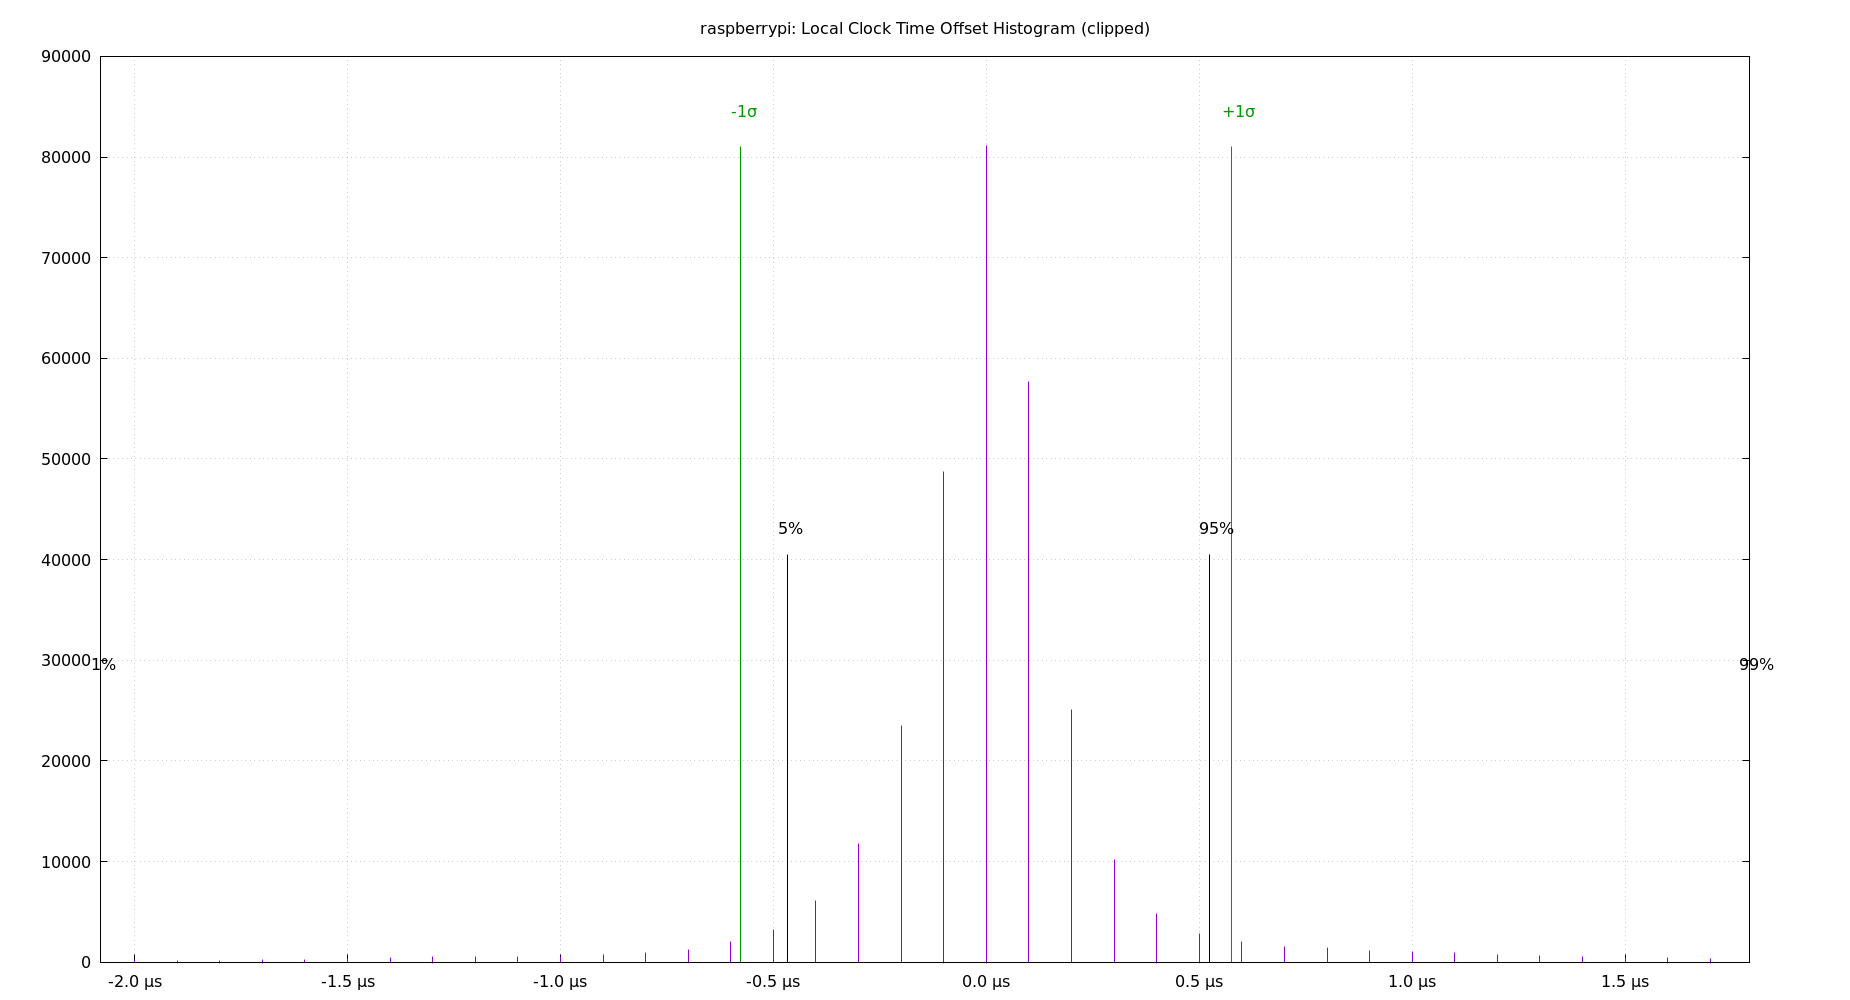 raspberrypi: Local Clock Time Offset Histogram (clipped)
90000
-1σ +1σ
80000
70000
60000
50000
5% 95%
40000
30000 1% 99%
20000
10000
0
-2.0 µs -1.5 µs -1.0 µs -0.5 µs 0.0 µs 0.5 µs 1.0 µs 1.5 µs